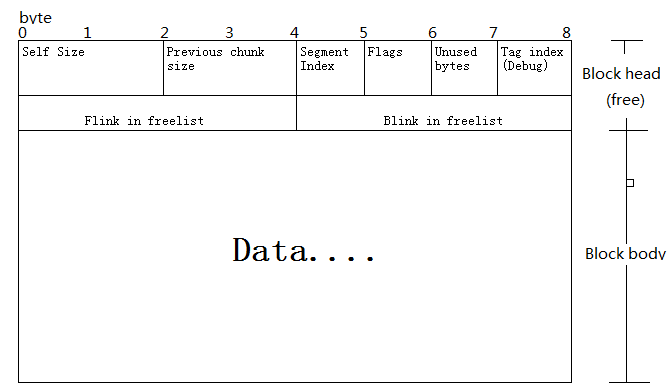 byte
0 1 2 3 4 5 6 7 8
Self Size
Previous chunk
size
Segment
Index
Flags
Unused
bytes
Tag index
(Debug)
Block head
(free)
Flink in freelist
Blink in freelist
Data....
Block body